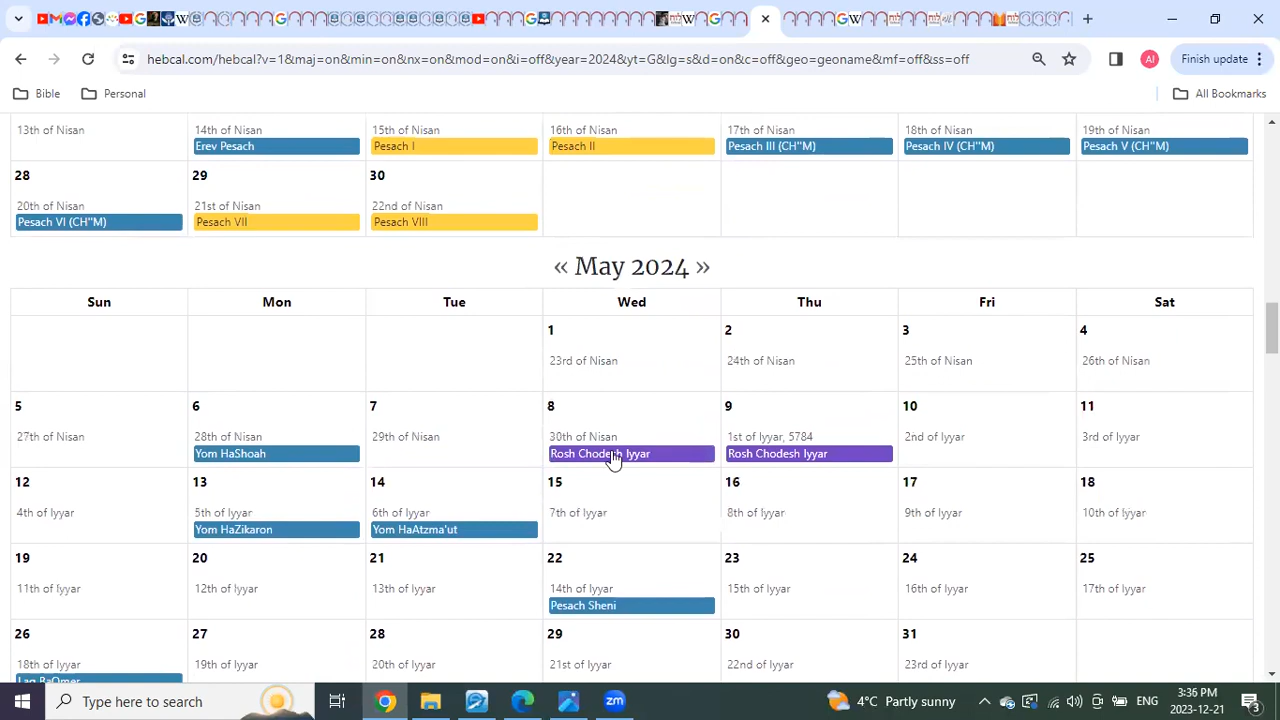 hebcal.com/hebcal?v=1&maj=on&min=on&nx=on&mod=on&i=off&year=2024&yt=G&lg=s&d=on&c=off&geo=geoname&mf=off&ss=off
AI
Finish update
Bible
Personal
All Bookmarks
13th of Nisan
14th of Nisan
15th of Nisan
16th of Nisan
17th of Nisan
18th of Nisan
19th of Nisan
Erev Pesach
Pesach I
Pesach II
Pesach III (CH''M)
Pesach IV (CH''M)
Pesach V (CH''M)
28
29
30
20th of Nisan
21st of Nisan
22nd of Nisan
Pesach VI (CH''M)
Pesach VII
Pesach VIII
« May 2024 »
Sun
Mon
Tue
Wed
Thu
Fri
Sat
1
2
3
4
23rd of Nisan
24th of Nisan
25th of Nisan
26th of Nisan
5
6
7
8
9
10
11
27th of Nisan
28th of Nisan
29th of Nisan
30th of Nisan
1st of Iyyar, 5784
2nd of Iyyar
3rd of Iyyar
Yom HaShoah
Rosh Chodesh Iyyar
Rosh Chodesh Iyyar
12
13
14
15
16
17
18
4th of Iyyar
5th of Iyyar
6th of Iyyar
7th of Iyyar
8th of Iyyar
9th of Iyyar
10th of Iyyar
Yom HaZikaron
Yom HaAtzma'ut
19
20
21
22
23
24
25
11th of Iyyar
12th of Iyyar
13th of Iyyar
14th of Iyyar
15th of Iyyar
16th of Iyyar
17th of Iyyar
Pesach Sheni
26
27
28
29
30
31
18th of Iyyar
19th of Iyyar
20th of Iyyar
21st of Iyyar
22nd of Iyyar
23rd of Iyyar
Lag BaOmer
Type here to search
zm
4°C Partly sunny
ENG
3:36 PM
2023-12-21
3